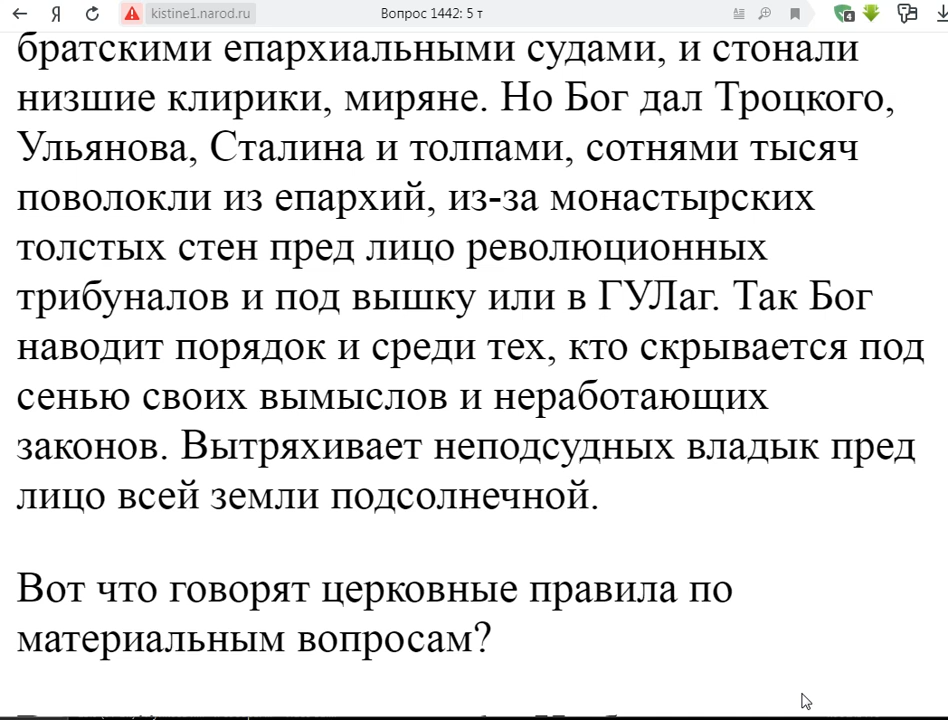 Я kistine1.narod.ru Вопрос 1442: 5 т 4
братскими епархиальными судами, и стонали
низшие клирики, миряне. Но Бог дал Троцкого,
Ульянова, Сталина и толпами, сотнями тысяч
поволокли из епархий, из-за монастырских
толстых стен пред лицо революционных
трибуналов и под вышку или в ГУЛаг. Так Бог
наводит порядок и среди тех, кто скрывается под
сенью своих вымыслов и неработающих
законов. Вытряхивает неподсудных владык пред
лицо всей земли подсолнечной.
Вот что говорят церковные правила по
материальным вопросам?